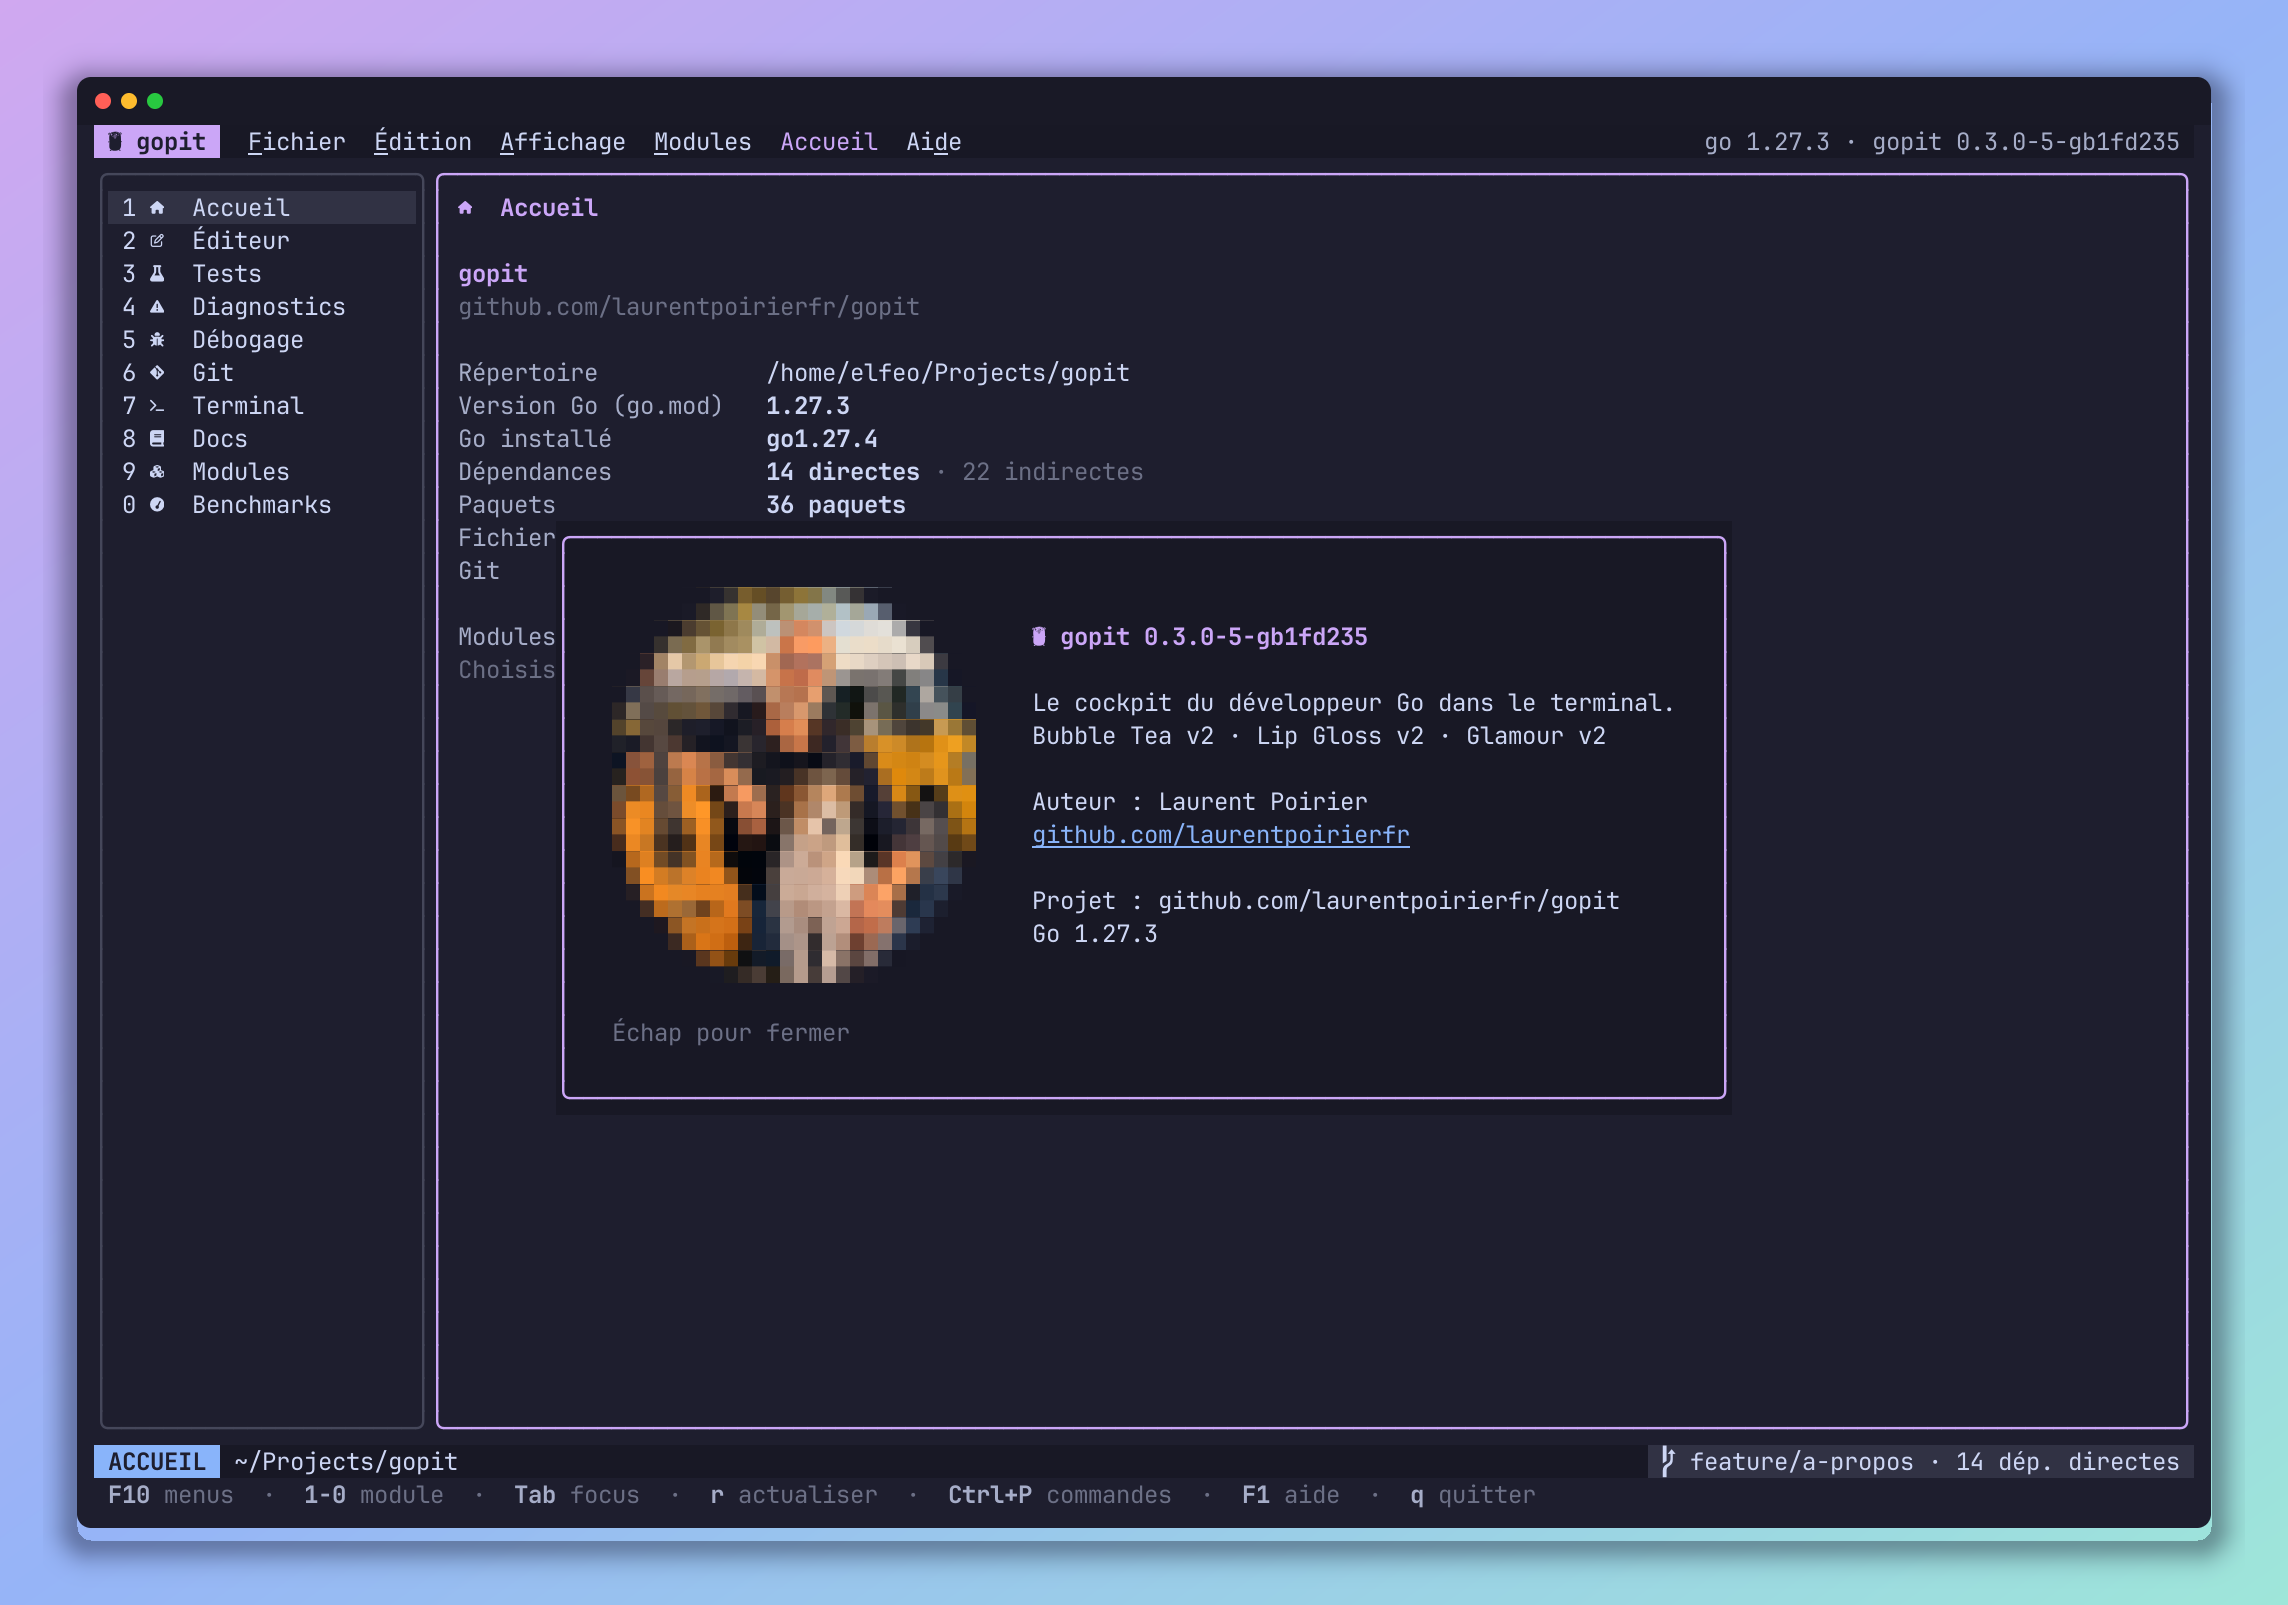 gopit Fichier Édition Affichage Modules Accueil Aide go 1.27.3 · gopit 0.3.0-5-gb1fd235
1 Accueil
2 Éditeur
3 Tests
4 Diagnostics
5 Débogage
6 Git
7 Terminal
8 Docs
9 Modules
0 Benchmarks
Accueil
gopit
github.com/laurentpoirierfr/gopit
Répertoire /home/elfeo/Projects/gopit
Version Go (go.mod) 1.27.3
Go installé go1.27.4
Dépendances 14 directes · 22 indirectes
Paquets 36 paquets
Fichier
Git
Modules
Choisis
gopit 0.3.0-5-gb1fd235
Le cockpit du développeur Go dans le terminal.
Bubble Tea v2 · Lip Gloss v2 · Glamour v2
Auteur : Laurent Poirier
github.com/laurentpoirierfr
Projet : github.com/laurentpoirierfr/gopit
Go 1.27.3
Échap pour fermer
ACCUEIL ~/Projects/gopit feature/a-propos · 14 dép. directes
F10 menus · 1-0 module · Tab focus · r actualiser · Ctrl+P commandes · F1 aide · q quitter